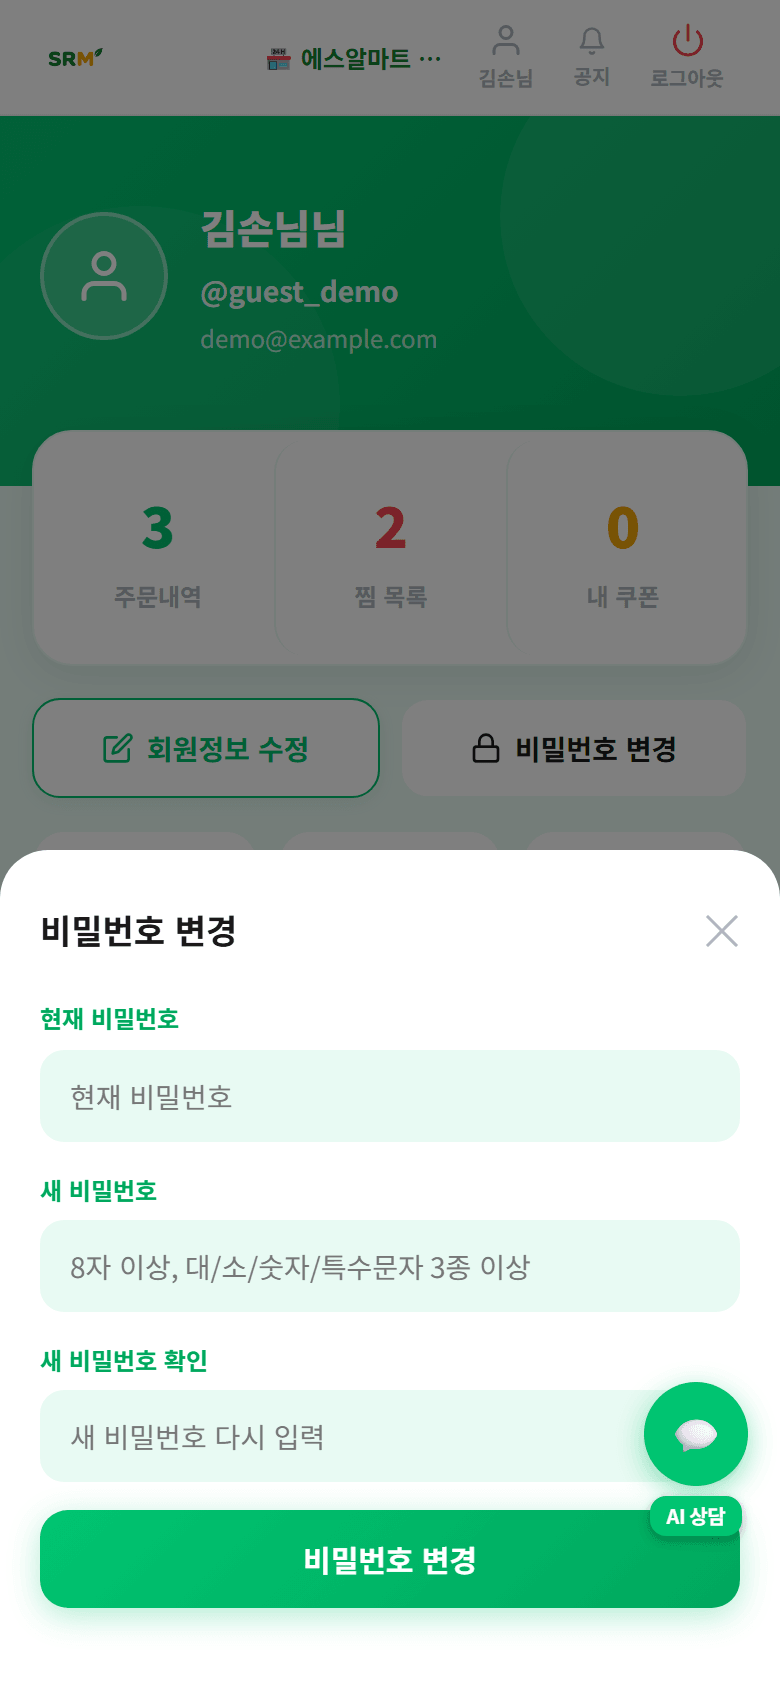 SRM
에스알마트 ···
김손님
공지
로그아웃
김손님님
@guest_demo
demo@example.com
3
주문내역
2
찜 목록
0
내 쿠폰
회원정보 수정
비밀번호 변경
비밀번호 변경
현재 비밀번호
현재 비밀번호
새 비밀번호
8자 이상, 대/소/숫자/특수문자 3종 이상
새 비밀번호 확인
새 비밀번호 다시 입력
AI 상담
비밀번호 변경